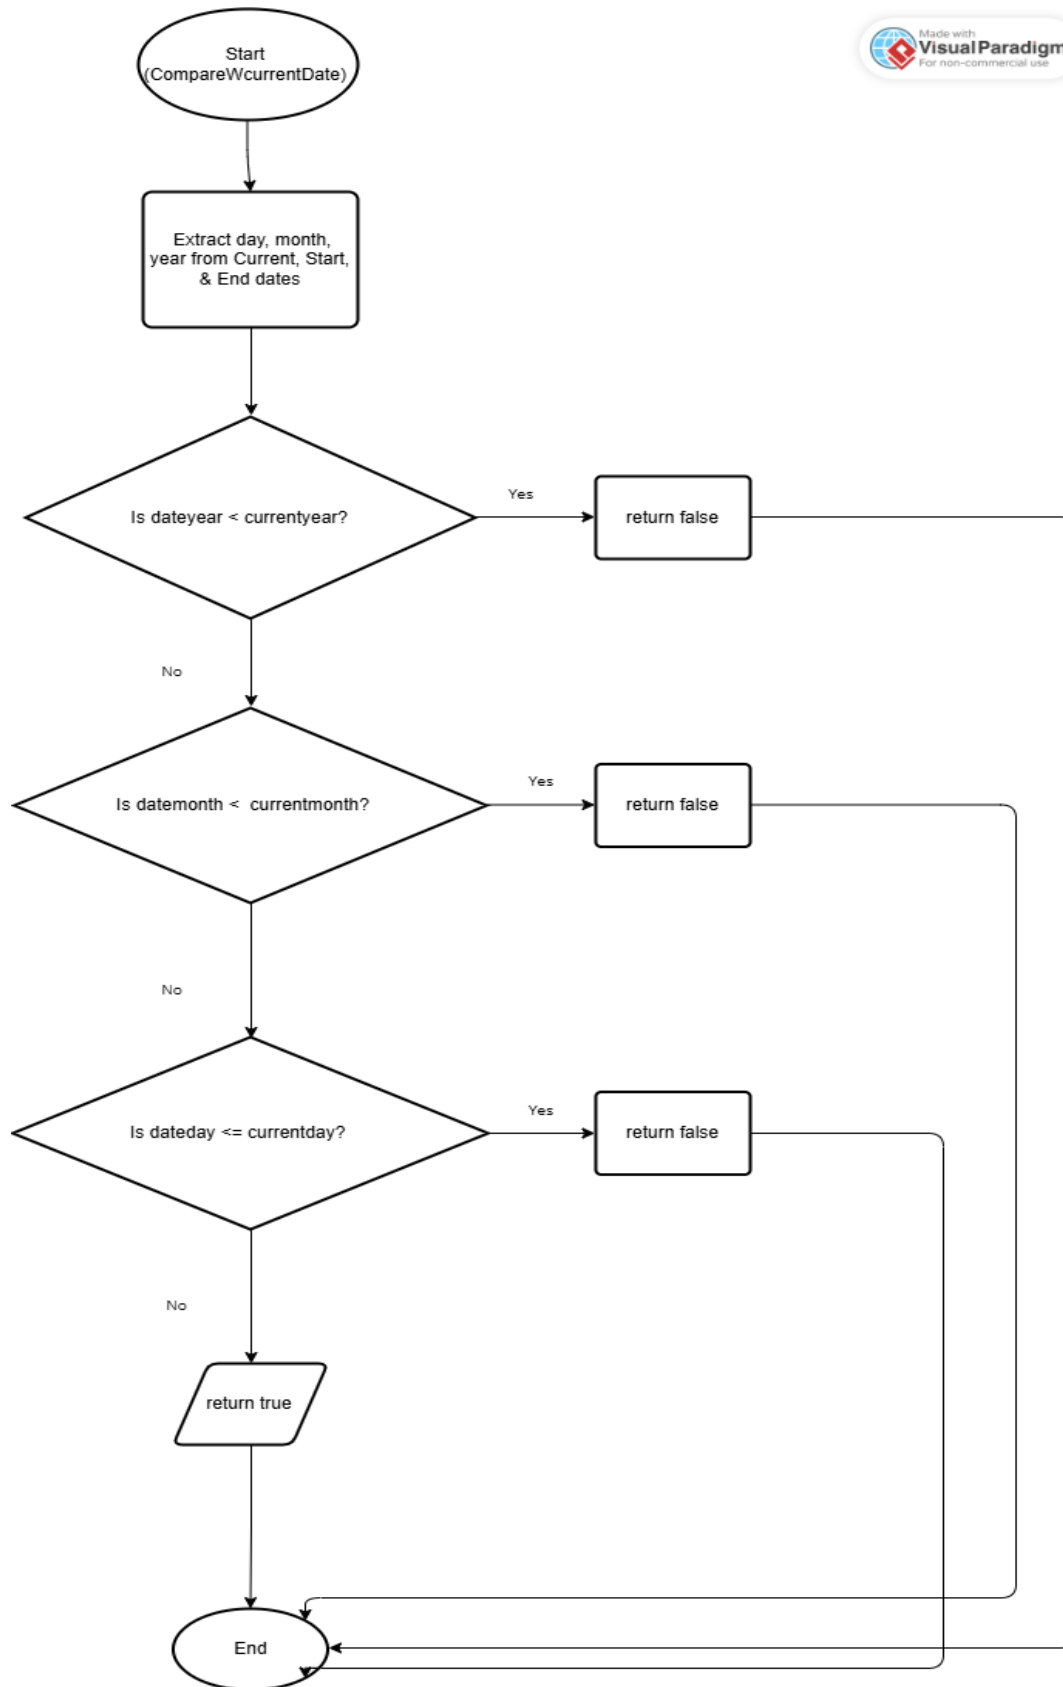 Made with
Visual Paradigm
For non-commercial use
Start
(CompareWcurrentDate)
Extract day, month,
year from Current, Start,
& End dates
Is dateyear < currentyear?
Yes
return false
No
Is datemonth <  currentmonth?
Yes
return false
No
Is dateday <= currentday?
Yes
return false
No
return true
End